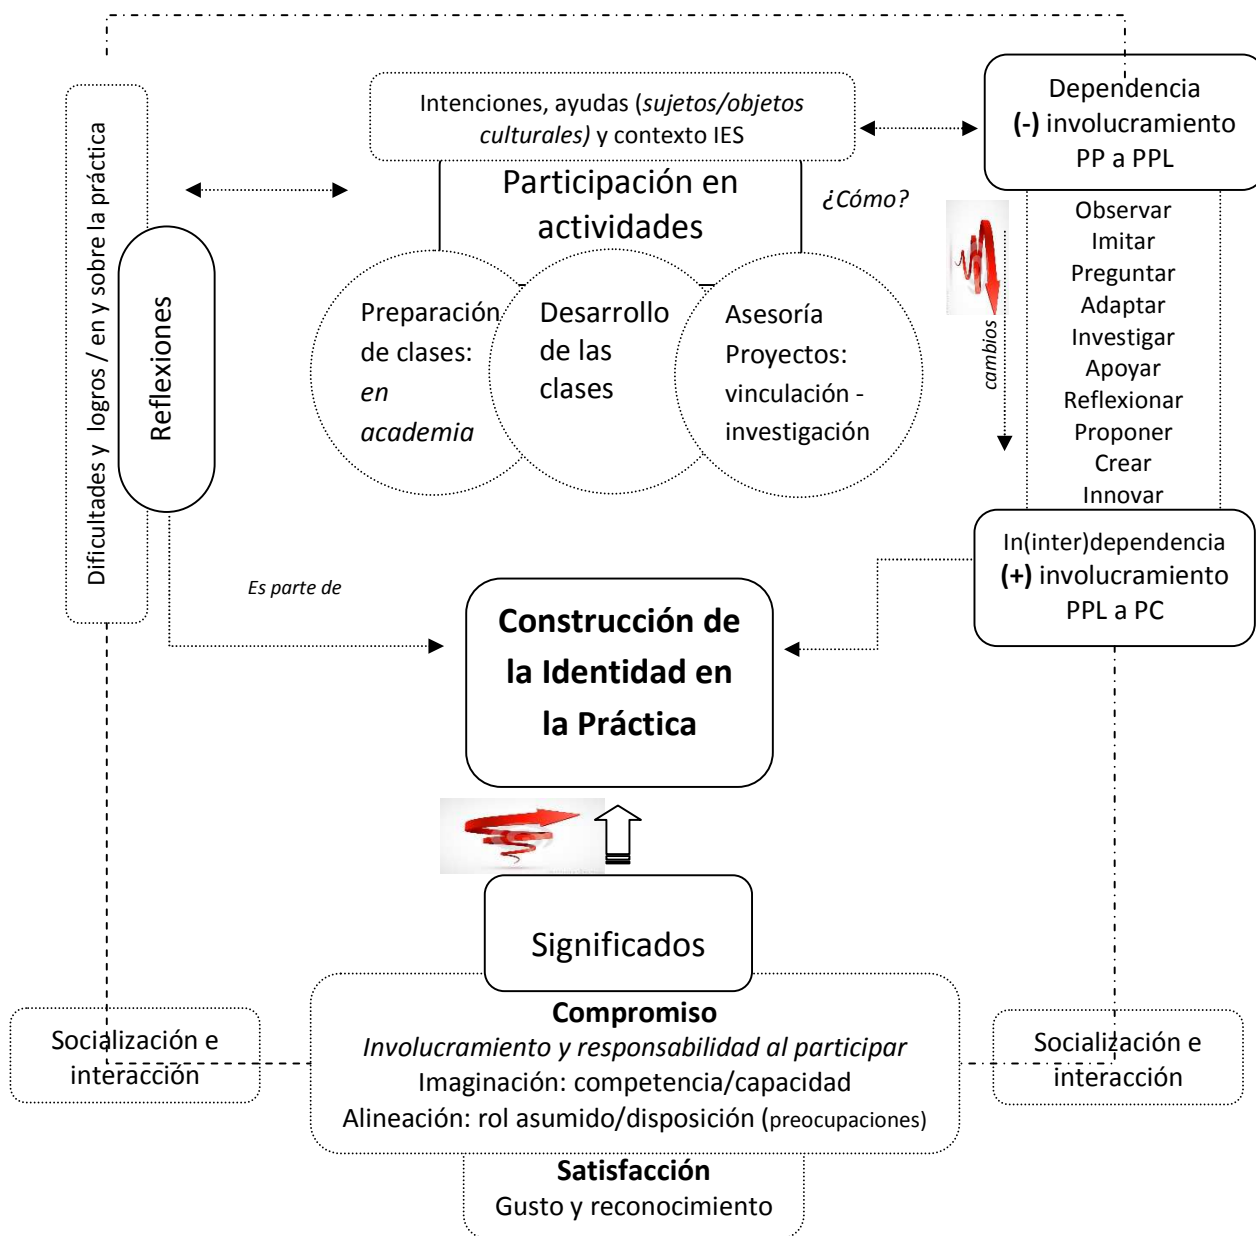 Intenciones, ayudas (sujetos/objetos
culturales) y contexto IES
Dependencia
(-) involucramiento
PP a PPL
Participación en
actividades
¿Cómo?
Dificultades y logros / en y sobre la práctica
Reflexiones
Preparación
de clases:
en
academia
Desarrollo
de las
clases
Asesoría
Proyectos:
vinculación -
investigación
cambios
Observar
Imitar
Preguntar
Adaptar
Investigar
Apoyar
Reflexionar
Proponer
Crear
Innovar
In(inter)dependencia
(+) involucramiento
PPL a PC
Es parte de
Construcción de
la Identidad en
la Práctica
Significados
Compromiso
Involucramiento y responsabilidad al participar
Imaginación: competencia/capacidad
Alineación: rol asumido/disposición (preocupaciones)
Socialización e
interacción
Socialización e
interacción
Satisfacción
Gusto y reconocimiento